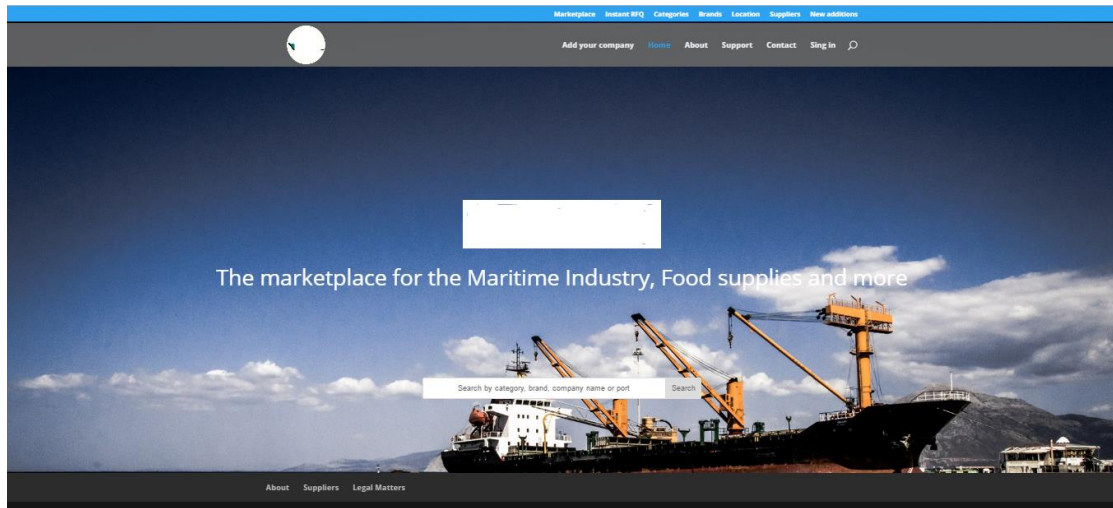 Marketplace Instant RFQ Categories Brands Location Suppliers New additions
Add your company Home About Support Contact Sing in
The marketplace for the Maritime Industry, Food supplies and more
Search by category, brand, company name or port Search
About Suppliers Legal Matters